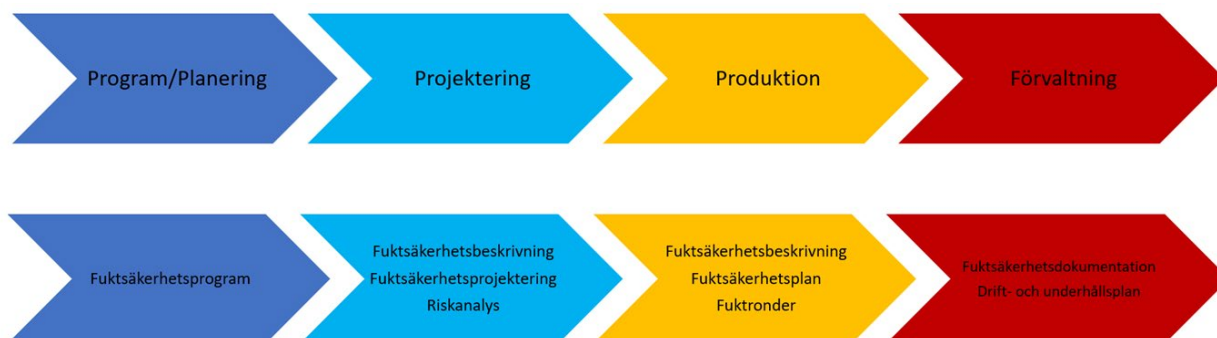 Program/Planering
Projektering
Produktion
Förvaltning
Fuktsäkerhetsprogram
Fuktsäkerhetsbeskrivning
Fuktsäkerhetsprojektering
Riskanalys
Fuktsäkerhetsbeskrivning
Fuktsäkerhetsplan
Fuktronder
Fuktsäkerhetsdokumentation
Drift- och underhållsplan